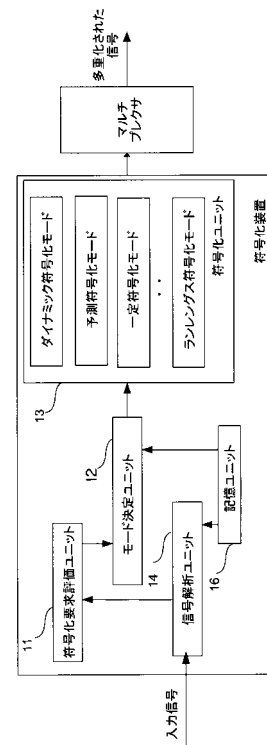 入力信号
符号化要求評価ユニット
11
信号解析ユニット
14
モード決定ユニット
12
記憶ユニット
16
13
ダイナミック符号化モード
予測符号化モード
一定符号化モード
・・
ランレングス符号化モード
符号化ユニット
符号化装置
マルチ
プレクサ
多重化された
信号